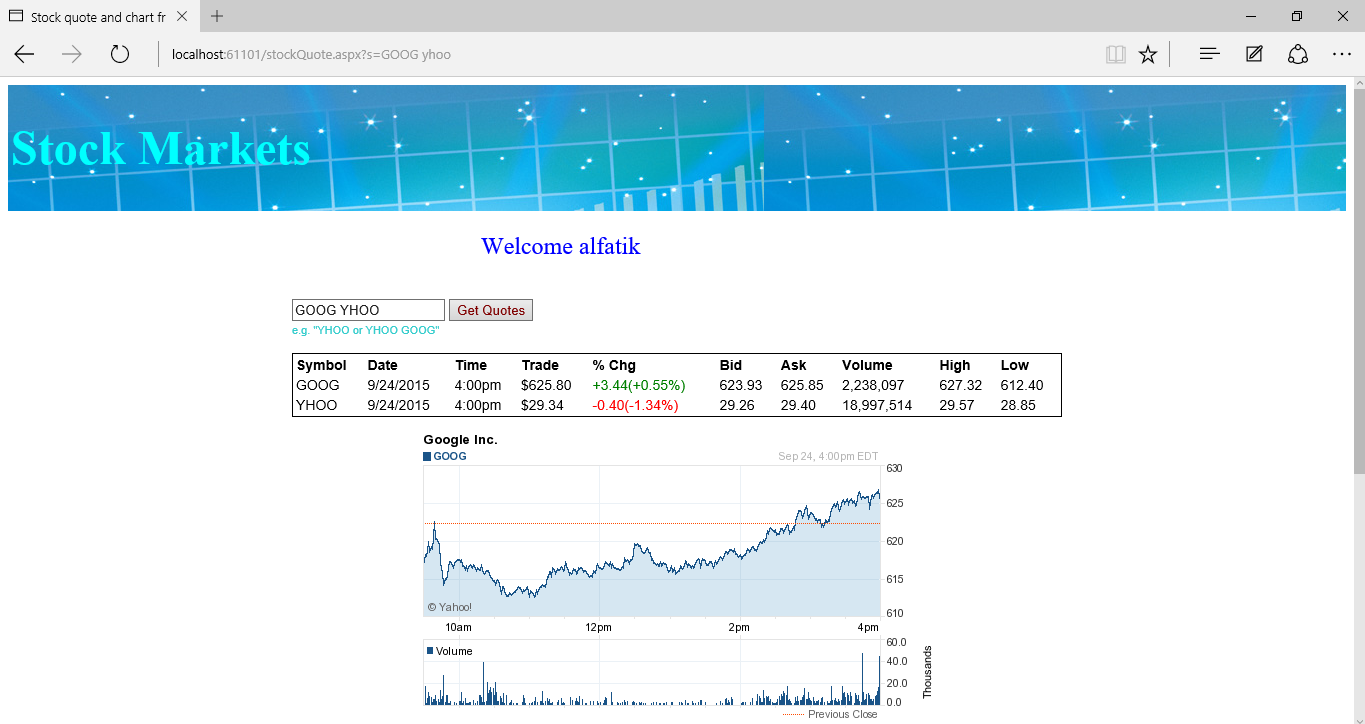 Stock quote and chart fr
localhost:61101/stockQuote.aspx?s=GOOG yhoo
Stock Markets
Welcome alfatik
GOOG YHOO Get Quotes
e.g. "YHOO or YHOO GOOG"
Symbol Date Time Trade % Chg Bid Ask Volume High Low
GOOG 9/24/2015 4:00pm $625.80 +3.44(+0.55%) 623.93 625.85 2,238,097 627.32 612.40
YHOO 9/24/2015 4:00pm $29.34 -0.40(-1.34%) 29.26 29.40 18,997,514 29.57 28.85
Google Inc.
GOOG Sep 24, 4:00pm EDT
630
625
620
615
610
© Yahoo!
10am 12pm 2pm 4pm
Volume
60.0
40.0
20.0
0.0
Thousands
Previous Close